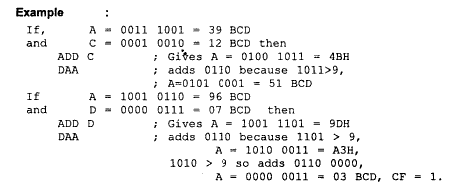 Example :
If, A = 0011 1001 = 39 BCD
and C = 0001 0010 = 12 BCD then
ADD C ; Gives A = 0100 1011 = 4BH
DAA ; adds 0110 because 1011>9,
; A=0101 0001 = 51 BCD
If A = 1001 0110 = 96 BCD
and D = 0000 0111 = 07 BCD then
ADD D ; Gives A = 1001 1101 = 9DH
DAA ; adds 0110 because 1101 > 9,
A = 1010 0011 = A3H,
1010 > 9 so adds 0110 0000,
A = 0000 0011 = 03 BCD, CF = 1.